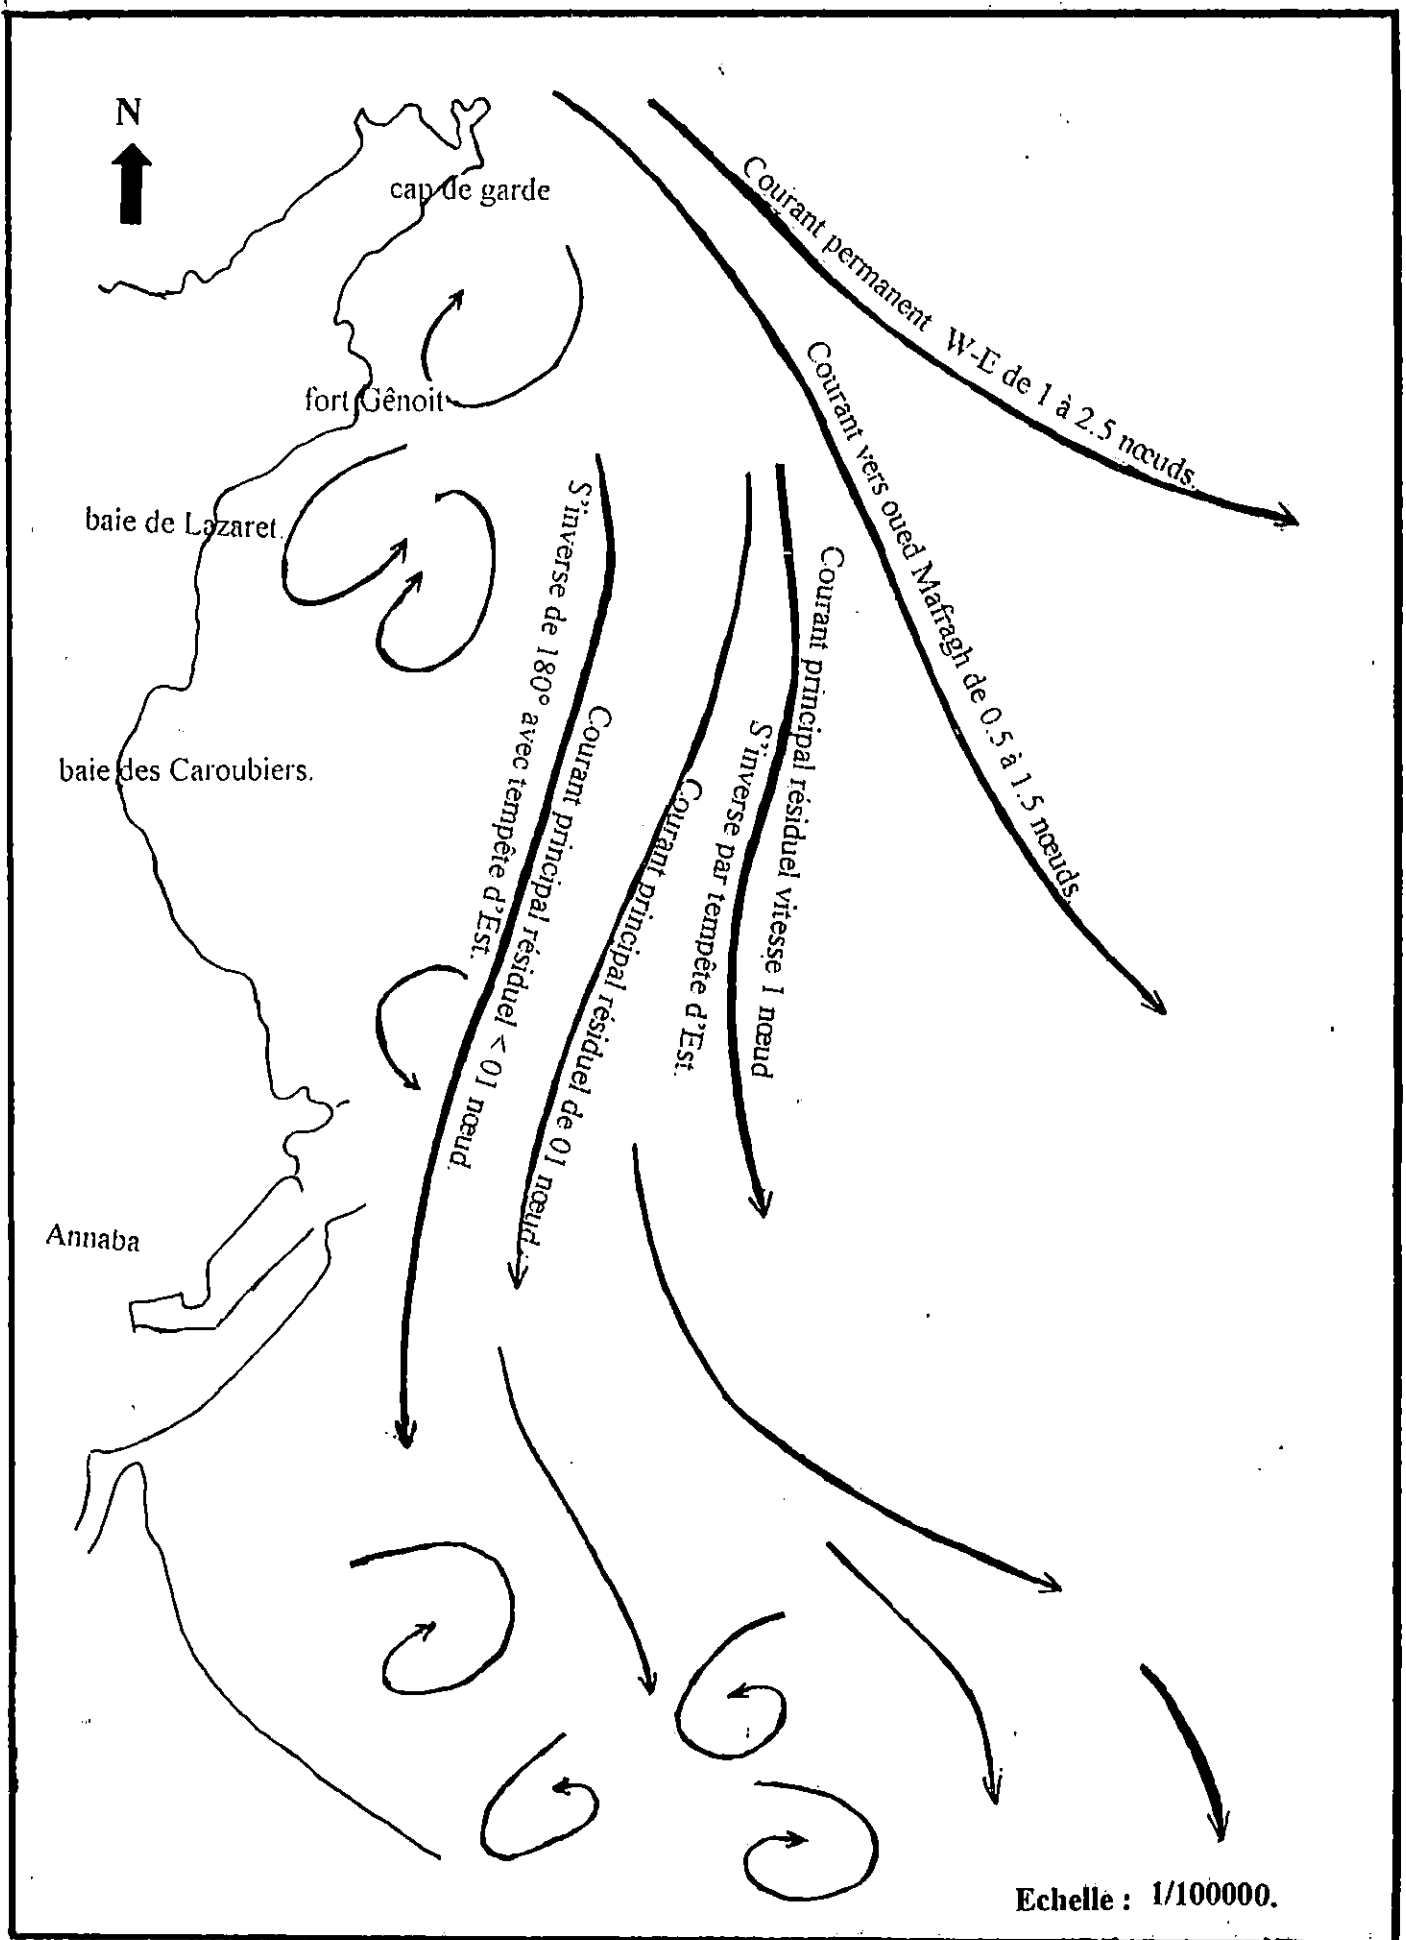 N
cap de garde
Courant permanent W-E de 1 à 2.5 nœuds.
Courant vers oued Mafragh de 0.5 à 1.5 nœuds.
fort Gênoit
baie de Lazaret.
S'inverse de 180° avec tempête d'Est.
Courant principal résiduel < 01 nœud.
Courant principal résiduel de 01 nœud.
Courant principal résiduel vitesse 1 nœud
S'inverse par tempête d'Est.
baie des Caroubiers.
Annaba
Echelle : 1/100000.